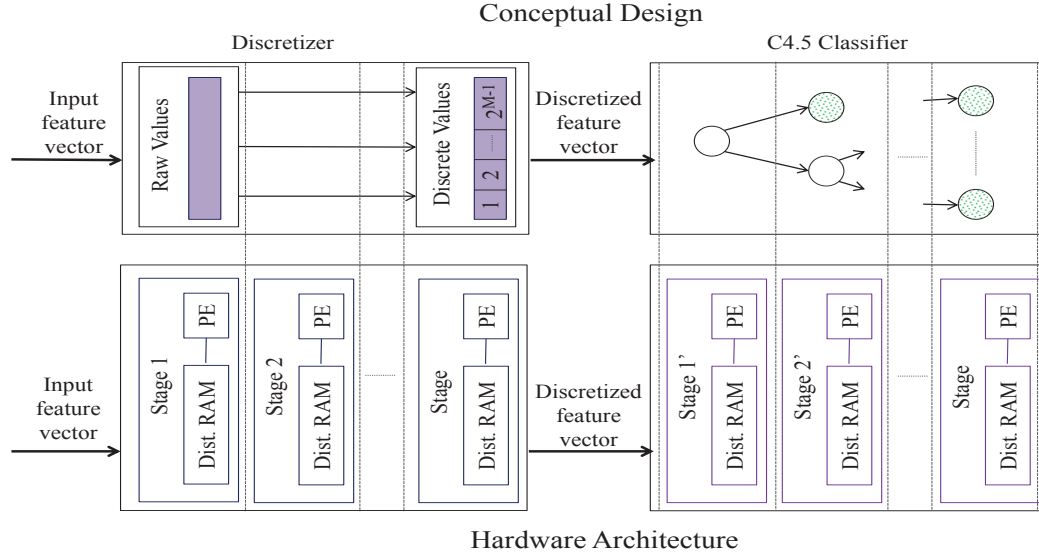 Conceptual Design
Discretizer
C4.5 Classifier
Input
feature
vector
Raw Values
Discrete Values
1
2
2^{M-1}
Discretized
feature
vector
Input
feature
vector
Stage 1
PE
Dist. RAM
Stage 2
PE
Dist. RAM
Stage
PE
Dist. RAM
Discretized
feature
vector
Stage 1’
PE
Dist. RAM
Stage 2’
PE
Dist. RAM
Stage
PE
Dist. RAM
Hardware Architecture